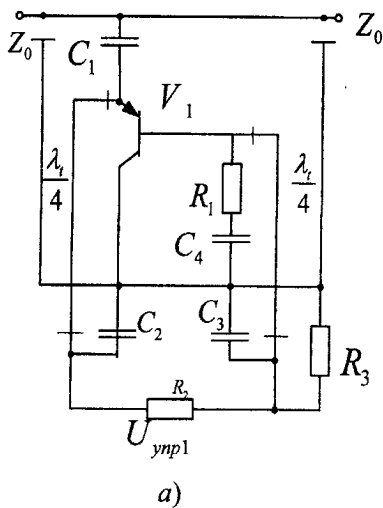 Z₀ Z₀
C₁
V₁
λₜ/4 λₜ/4
R₁
C₄
C₂ C₃
R₃
R₂
Uупр1
а)